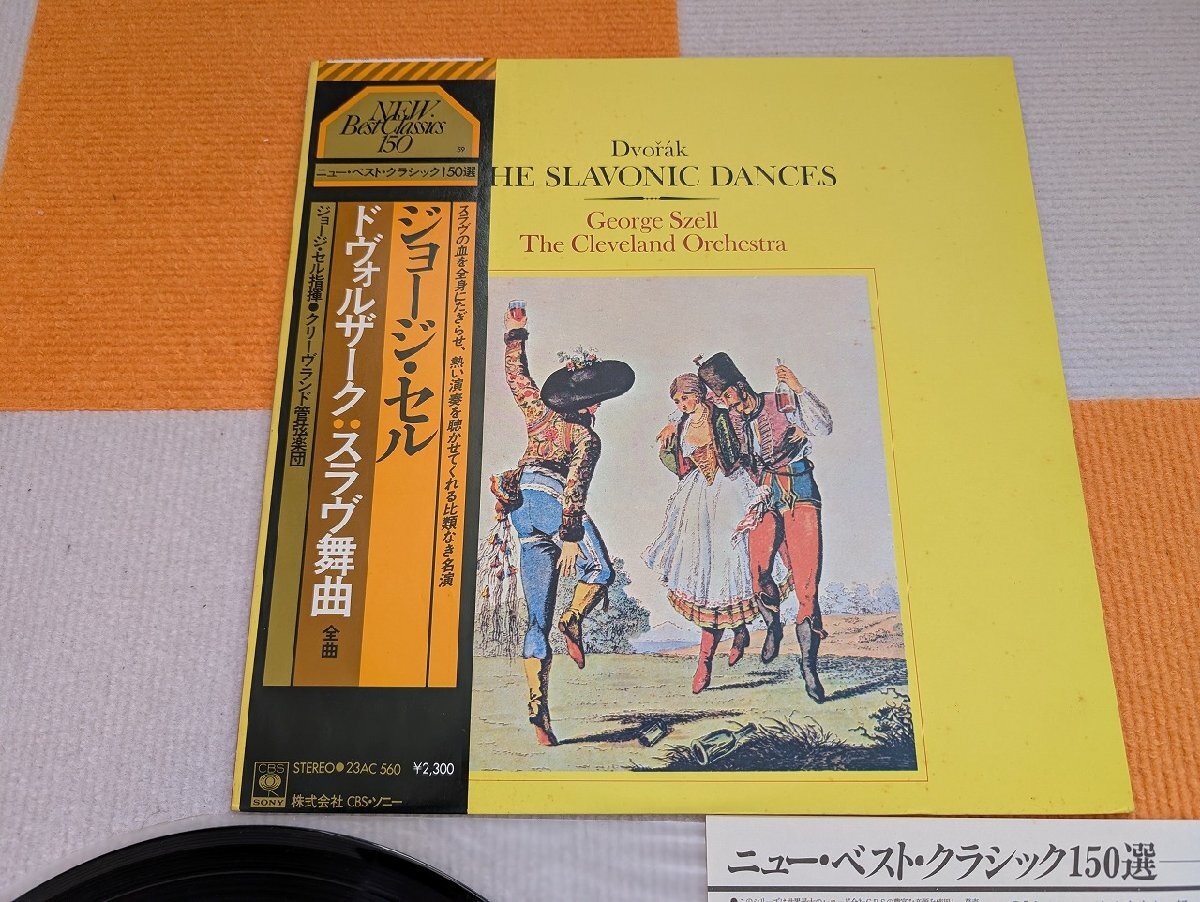 NEW
Best Classics
150
59
ニュー・ベスト・クラシック150選
スラヴの血を全身にたぎらせ、熱い演奏を聴かせてくれる比類なき名演
ジョージ・セル
ドヴォルザーク:スラヴ舞曲 全曲
ジョージ・セル指揮●クリーヴランド管弦楽団
CBS
SONY
STEREO●23AC 560 ¥2,300
株式会社 CBS・ソニー
Dvořák
HE SLAVONIC DANCES
George Szell
The Cleveland Orchestra
ニュー・ベスト・クラシック150選